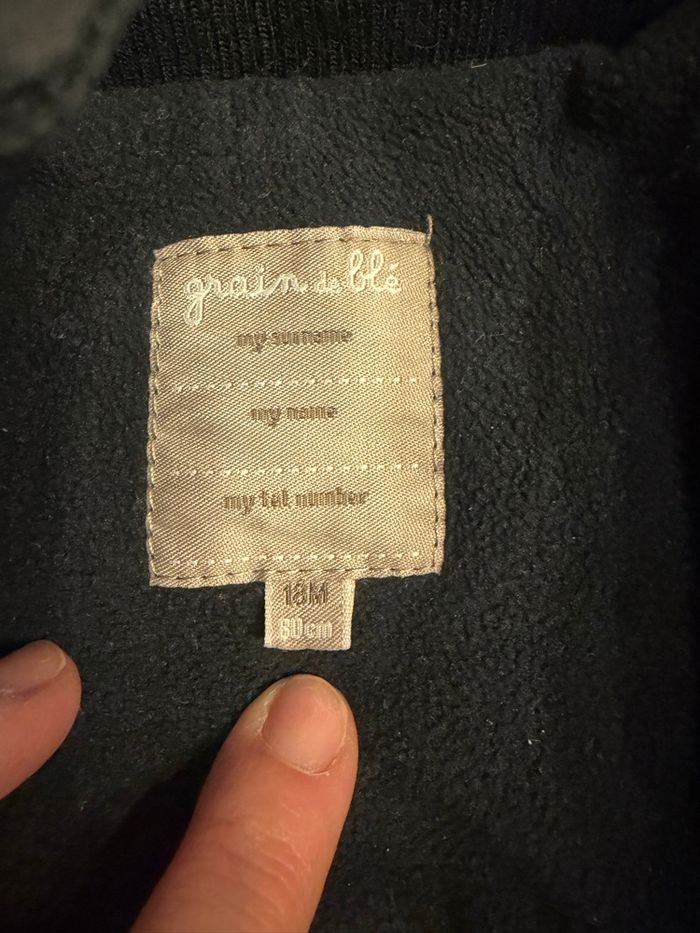 grain de blé
my surname
my name
my tel number
18M
80cm